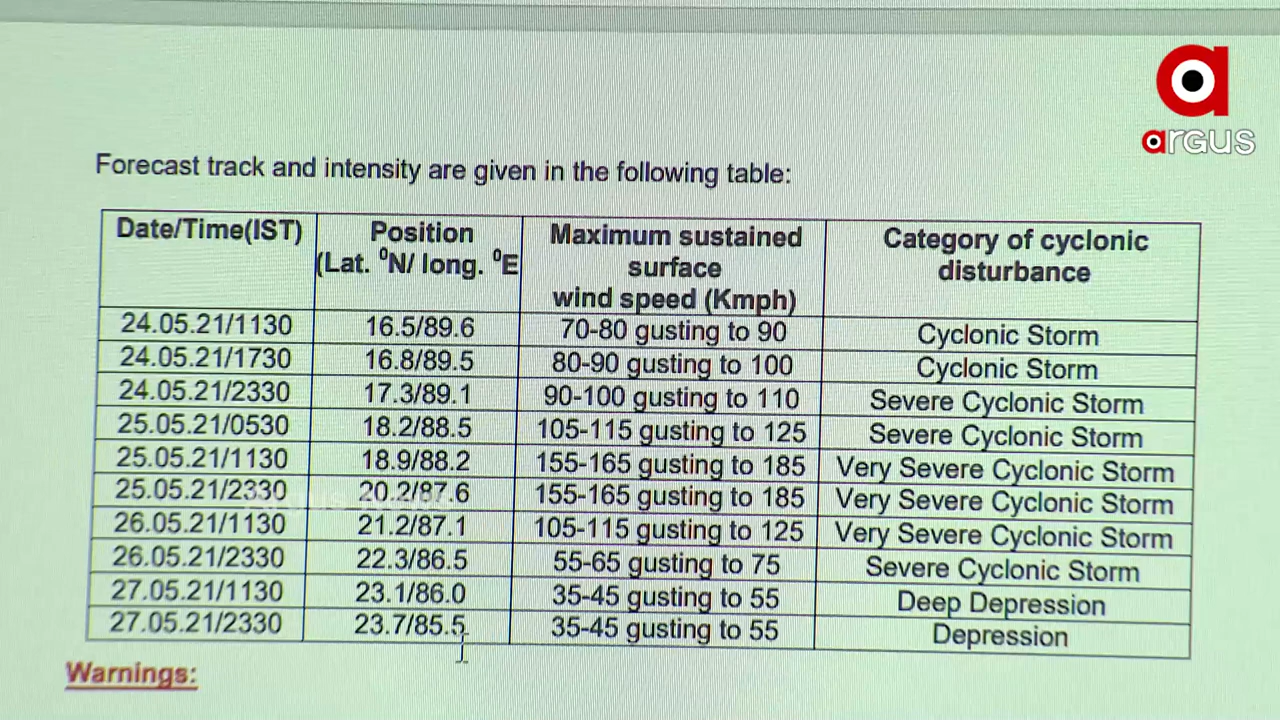 argus
Forecast track and intensity are given in the following table:
Date/Time(IST) Position (Lat. ⁰N/ long. ⁰E Maximum sustained surface wind speed (Kmph) Category of cyclonic disturbance
24.05.21/1130 16.5/89.6 70-80 gusting to 90 Cyclonic Storm
24.05.21/1730 16.8/89.5 80-90 gusting to 100 Cyclonic Storm
24.05.21/2330 17.3/89.1 90-100 gusting to 110 Severe Cyclonic Storm
25.05.21/0530 18.2/88.5 105-115 gusting to 125 Severe Cyclonic Storm
25.05.21/1130 18.9/88.2 155-165 gusting to 185 Very Severe Cyclonic Storm
25.05.21/2330 20.2/87.6 155-165 gusting to 185 Very Severe Cyclonic Storm
26.05.21/1130 21.2/87.1 105-115 gusting to 125 Very Severe Cyclonic Storm
26.05.21/2330 22.3/86.5 55-65 gusting to 75 Severe Cyclonic Storm
27.05.21/1130 23.1/86.0 35-45 gusting to 55 Deep Depression
27.05.21/2330 23.7/85.5 35-45 gusting to 55 Depression
Warnings: